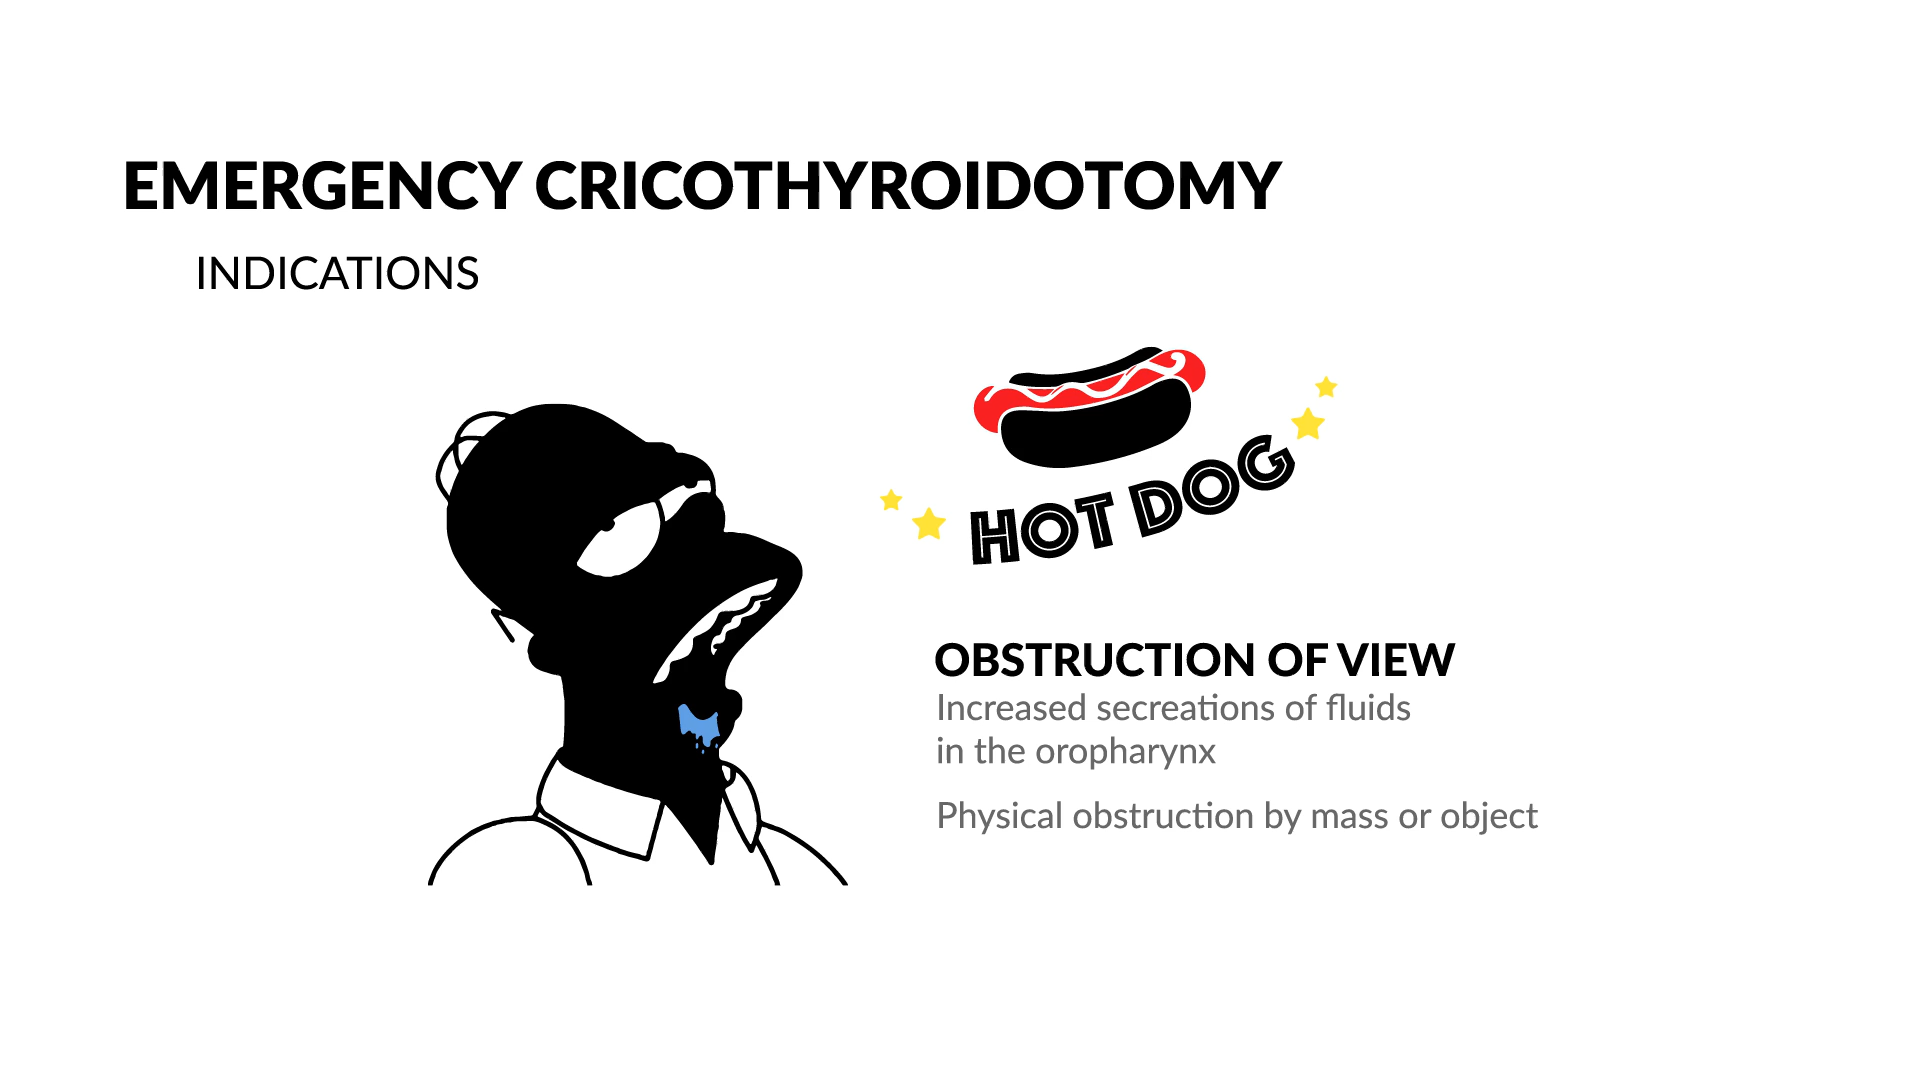 EMERGENCY CRICOTHYROIDOTOMY
INDICATIONS
HOT DOG
OBSTRUCTION OF VIEW
Increased secreations of fluids
in the oropharynx
Physical obstruction by mass or object